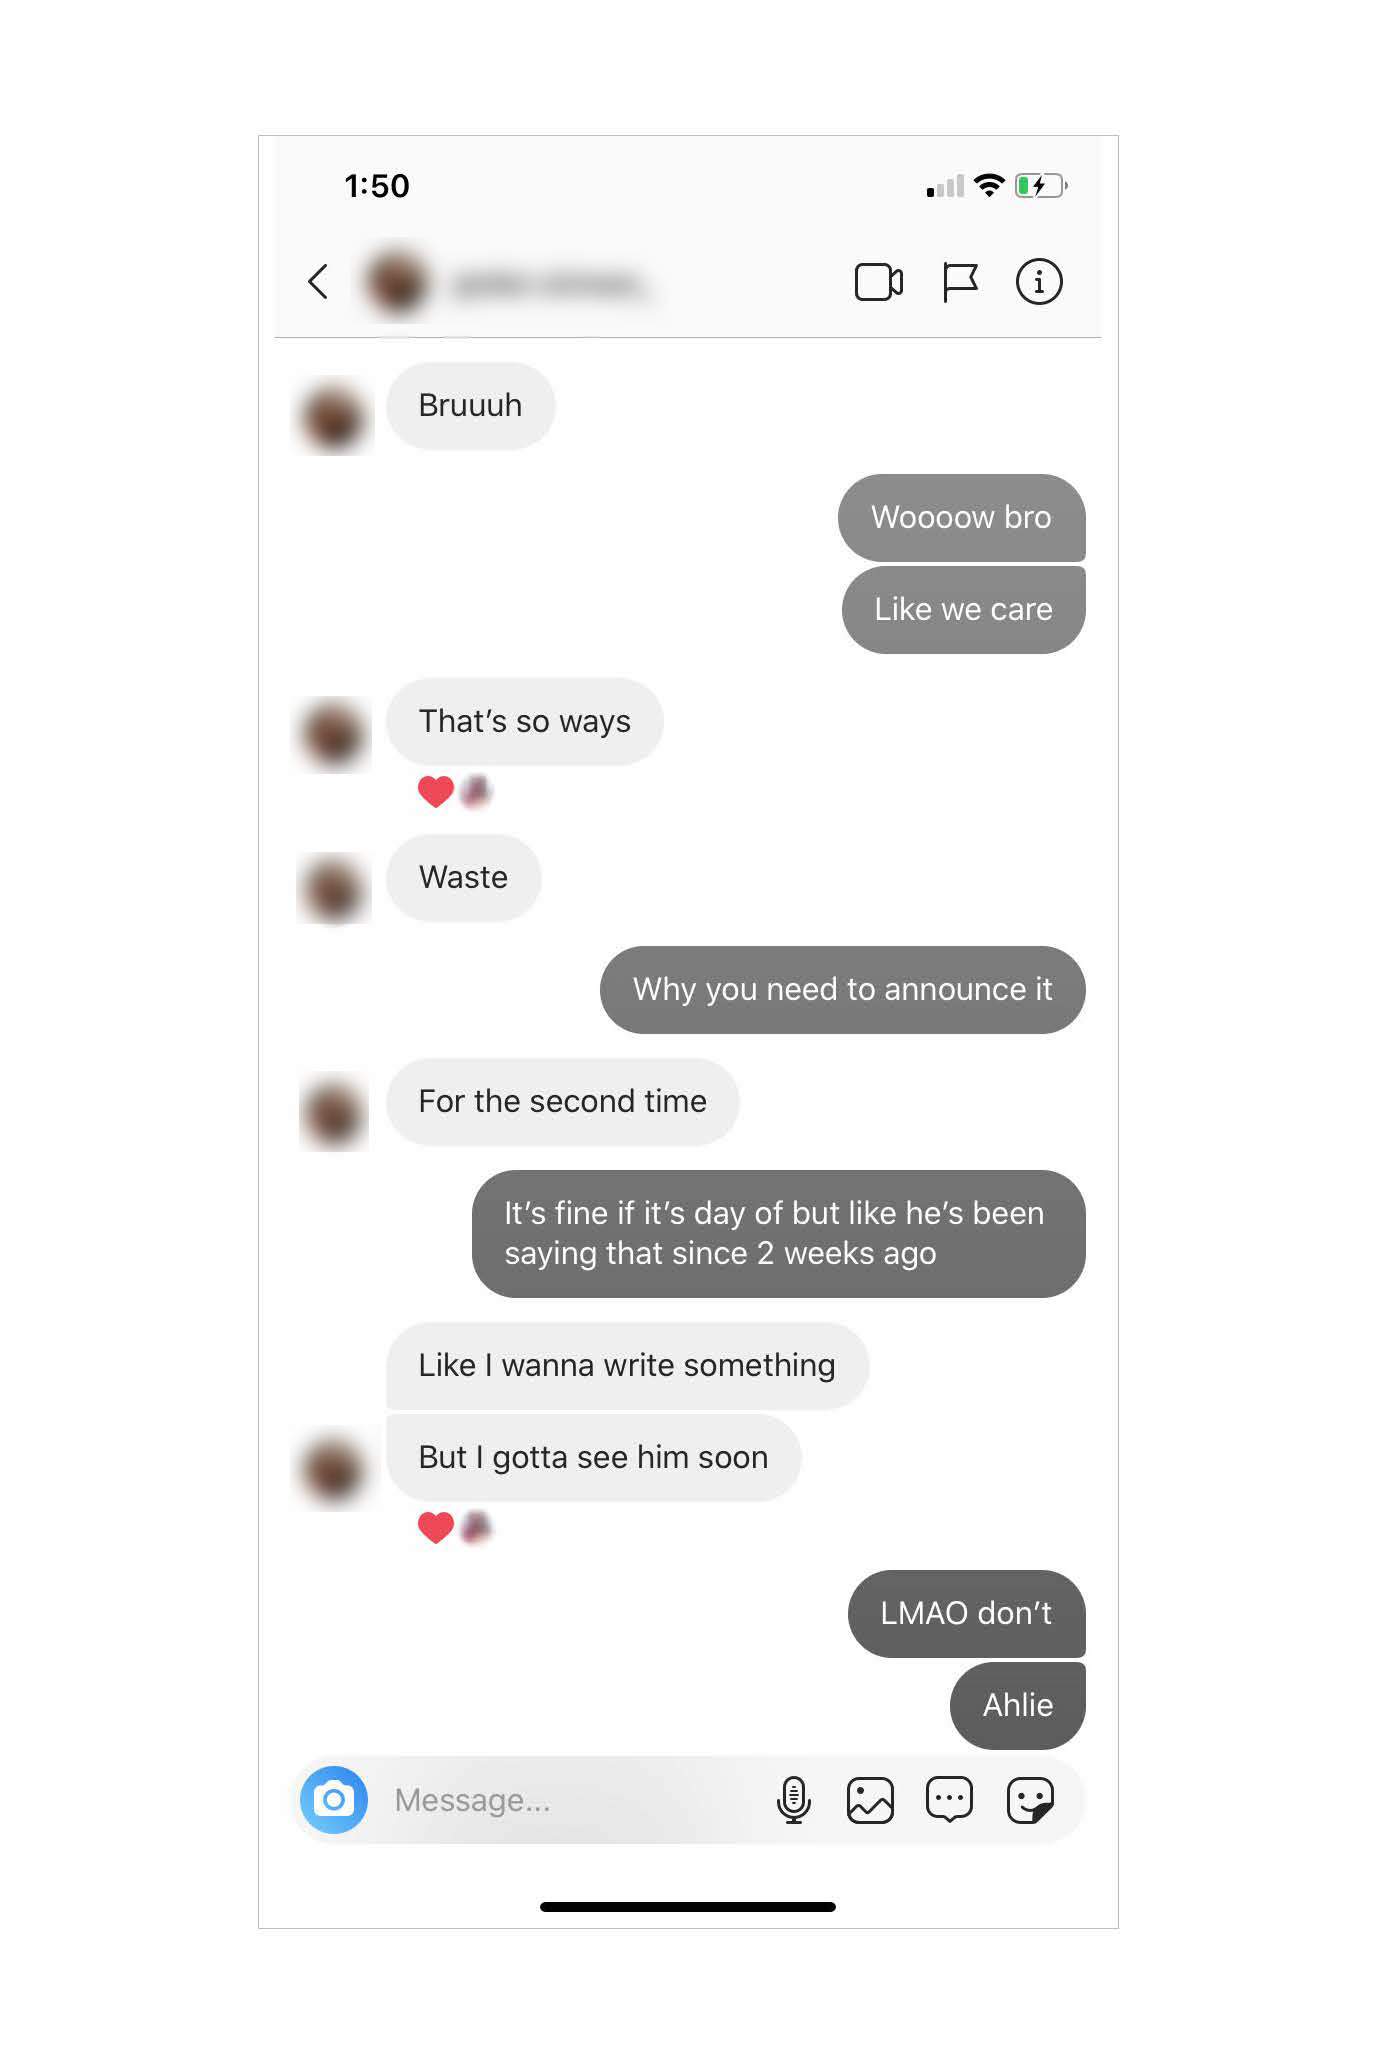 1:50
Bruuuh
Woooow bro
Like we care
That's so ways
Waste
Why you need to announce it
For the second time
It's fine if it's day of but like he's been
saying that since 2 weeks ago
Like I wanna write something
But I gotta see him soon
LMAO don't
Ahlie
Message...